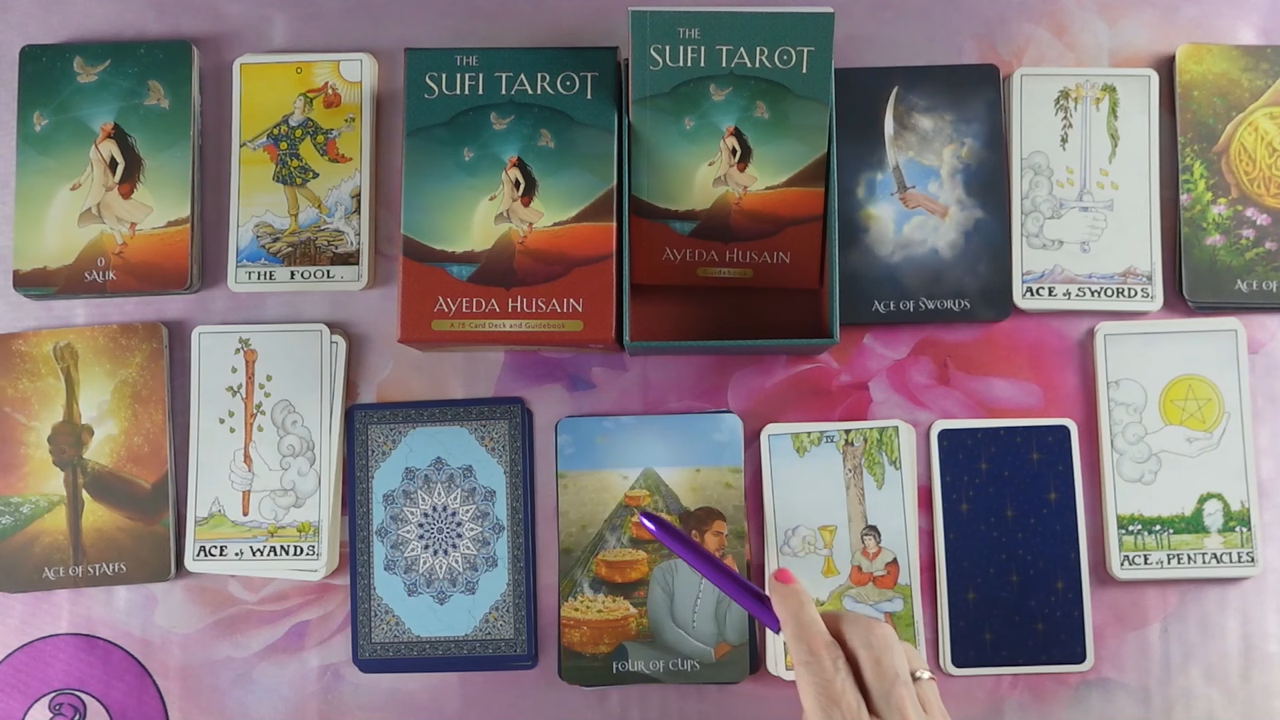 0
SALIK
0
THE FOOL.
THE
SUFI TAROT
AYEDA HUSAIN
A 78-Card Deck and Guidebook
THE
SUFI TAROT
AYEDA HUSAIN
Guidebook
ACE OF SWORDS
ACE of SWORDS.
ACE OF
ACE OF STAFFS
ACE of WANDS.
FOUR OF CUPS
IV
ACE of PENTACLES